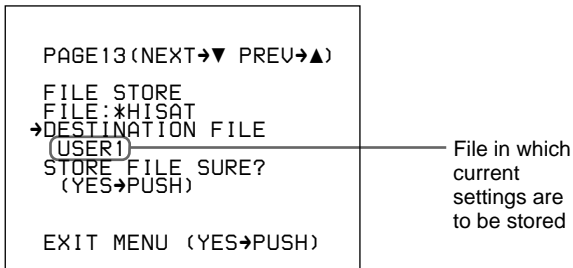 PAGE13(NEXT→▼ PREV→▲)
FILE STORE
FILE:*HISAT
→DESTINATION FILE
USER1
STORE FILE SURE?
(YES→PUSH)
EXIT MENU (YES→PUSH)
File in which
current
settings are
to be stored